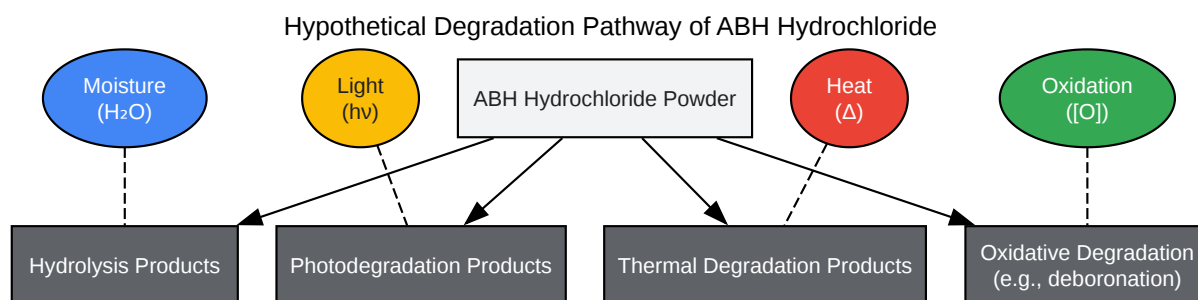 Hypothetical Degradation Pathway of ABH Hydrochloride
Moisture
(H₂O)
Light
(hν)
ABH Hydrochloride Powder
Heat
(Δ)
Oxidation
([O])
Hydrolysis Products
Photodegradation Products
Thermal Degradation Products
Oxidative Degradation
(e.g., deboronation)